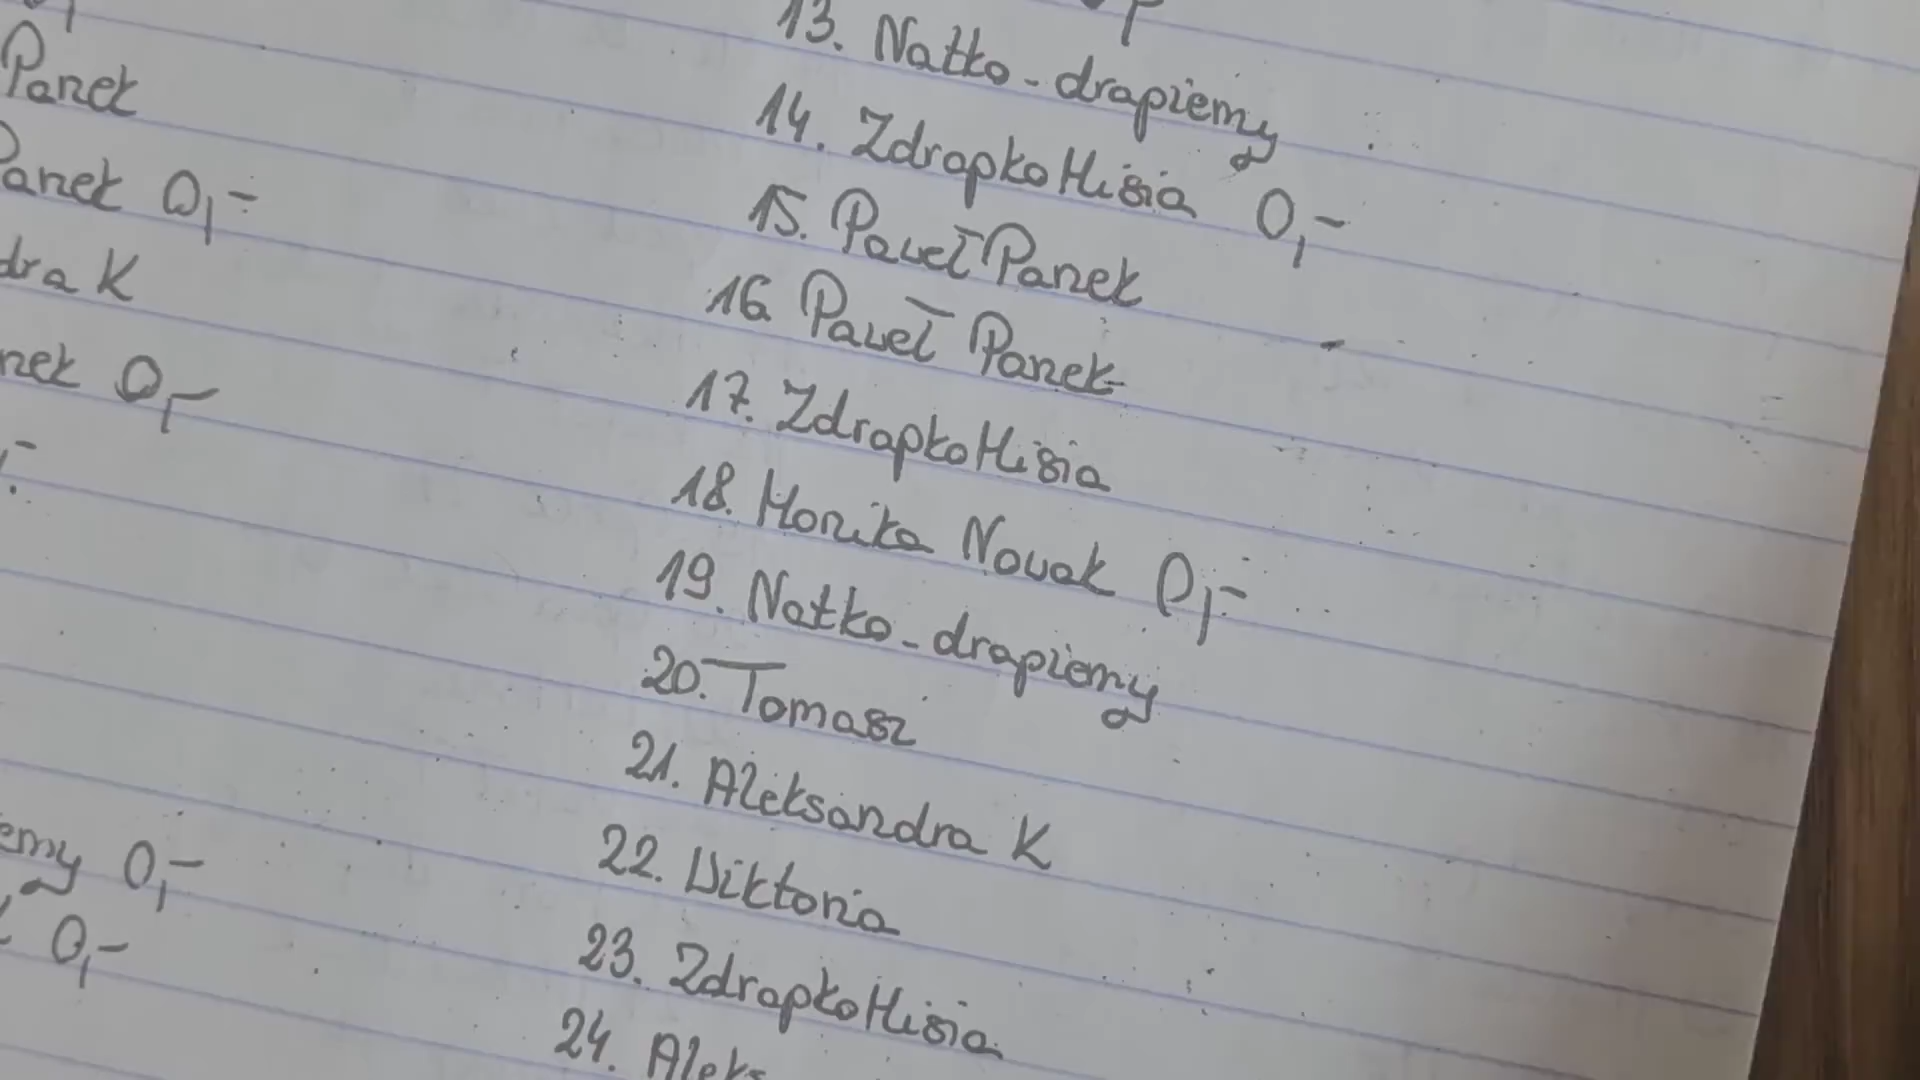 Panek
Panek 0,-
dra K
nek 0,-
emy 0,-
0,-
13. Natko-drapiemy
14. ZdrapkoMisia 0,-
15. Paweł Panek
16. Paweł Panek
17. ZdrapkoMisia
18. Monika Nowak 0,-
19. Natko-drapiemy
20. Tomasz
21. Aleksandra K
22. Wiktoria
23. ZdrapkoMisia
24. Aleks